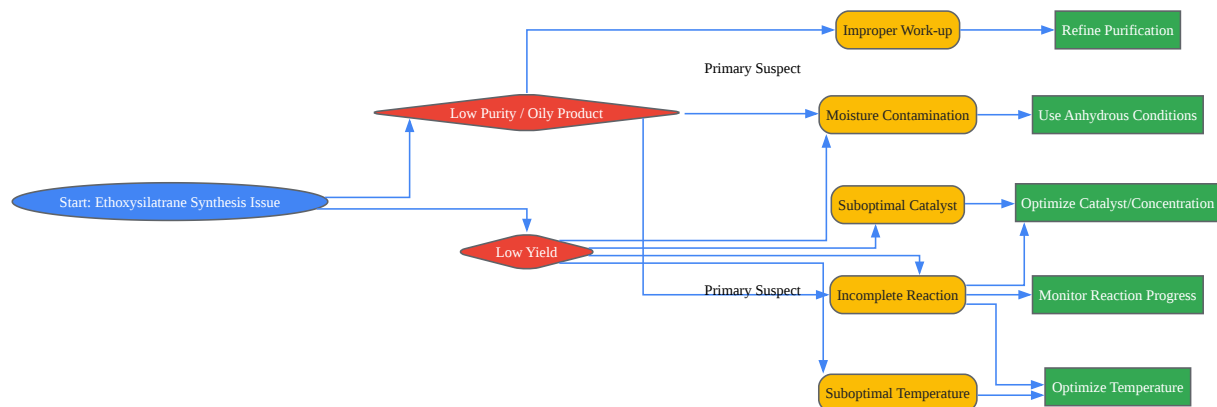 Improper Work-up
Refine Purification
Primary Suspect
Low Purity / Oily Product
Moisture Contamination
Use Anhydrous Conditions
Start: Ethoxysilatrane Synthesis Issue
Suboptimal Catalyst
Optimize Catalyst/Concentration
Low Yield
Primary Suspect
Incomplete Reaction
Monitor Reaction Progress
Suboptimal Temperature
Optimize Temperature